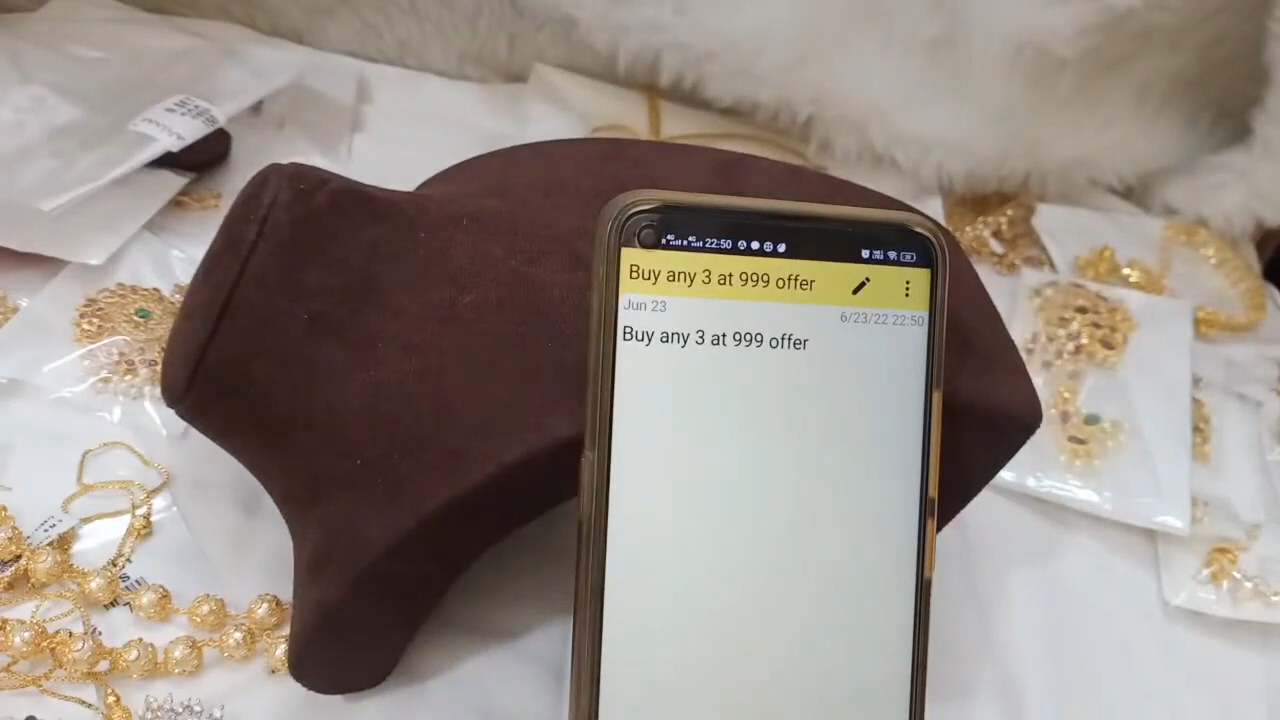 22:50
Buy any 3 at 999 offer
Jun 23
6/23/22 22:50
Buy any 3 at 999 offer